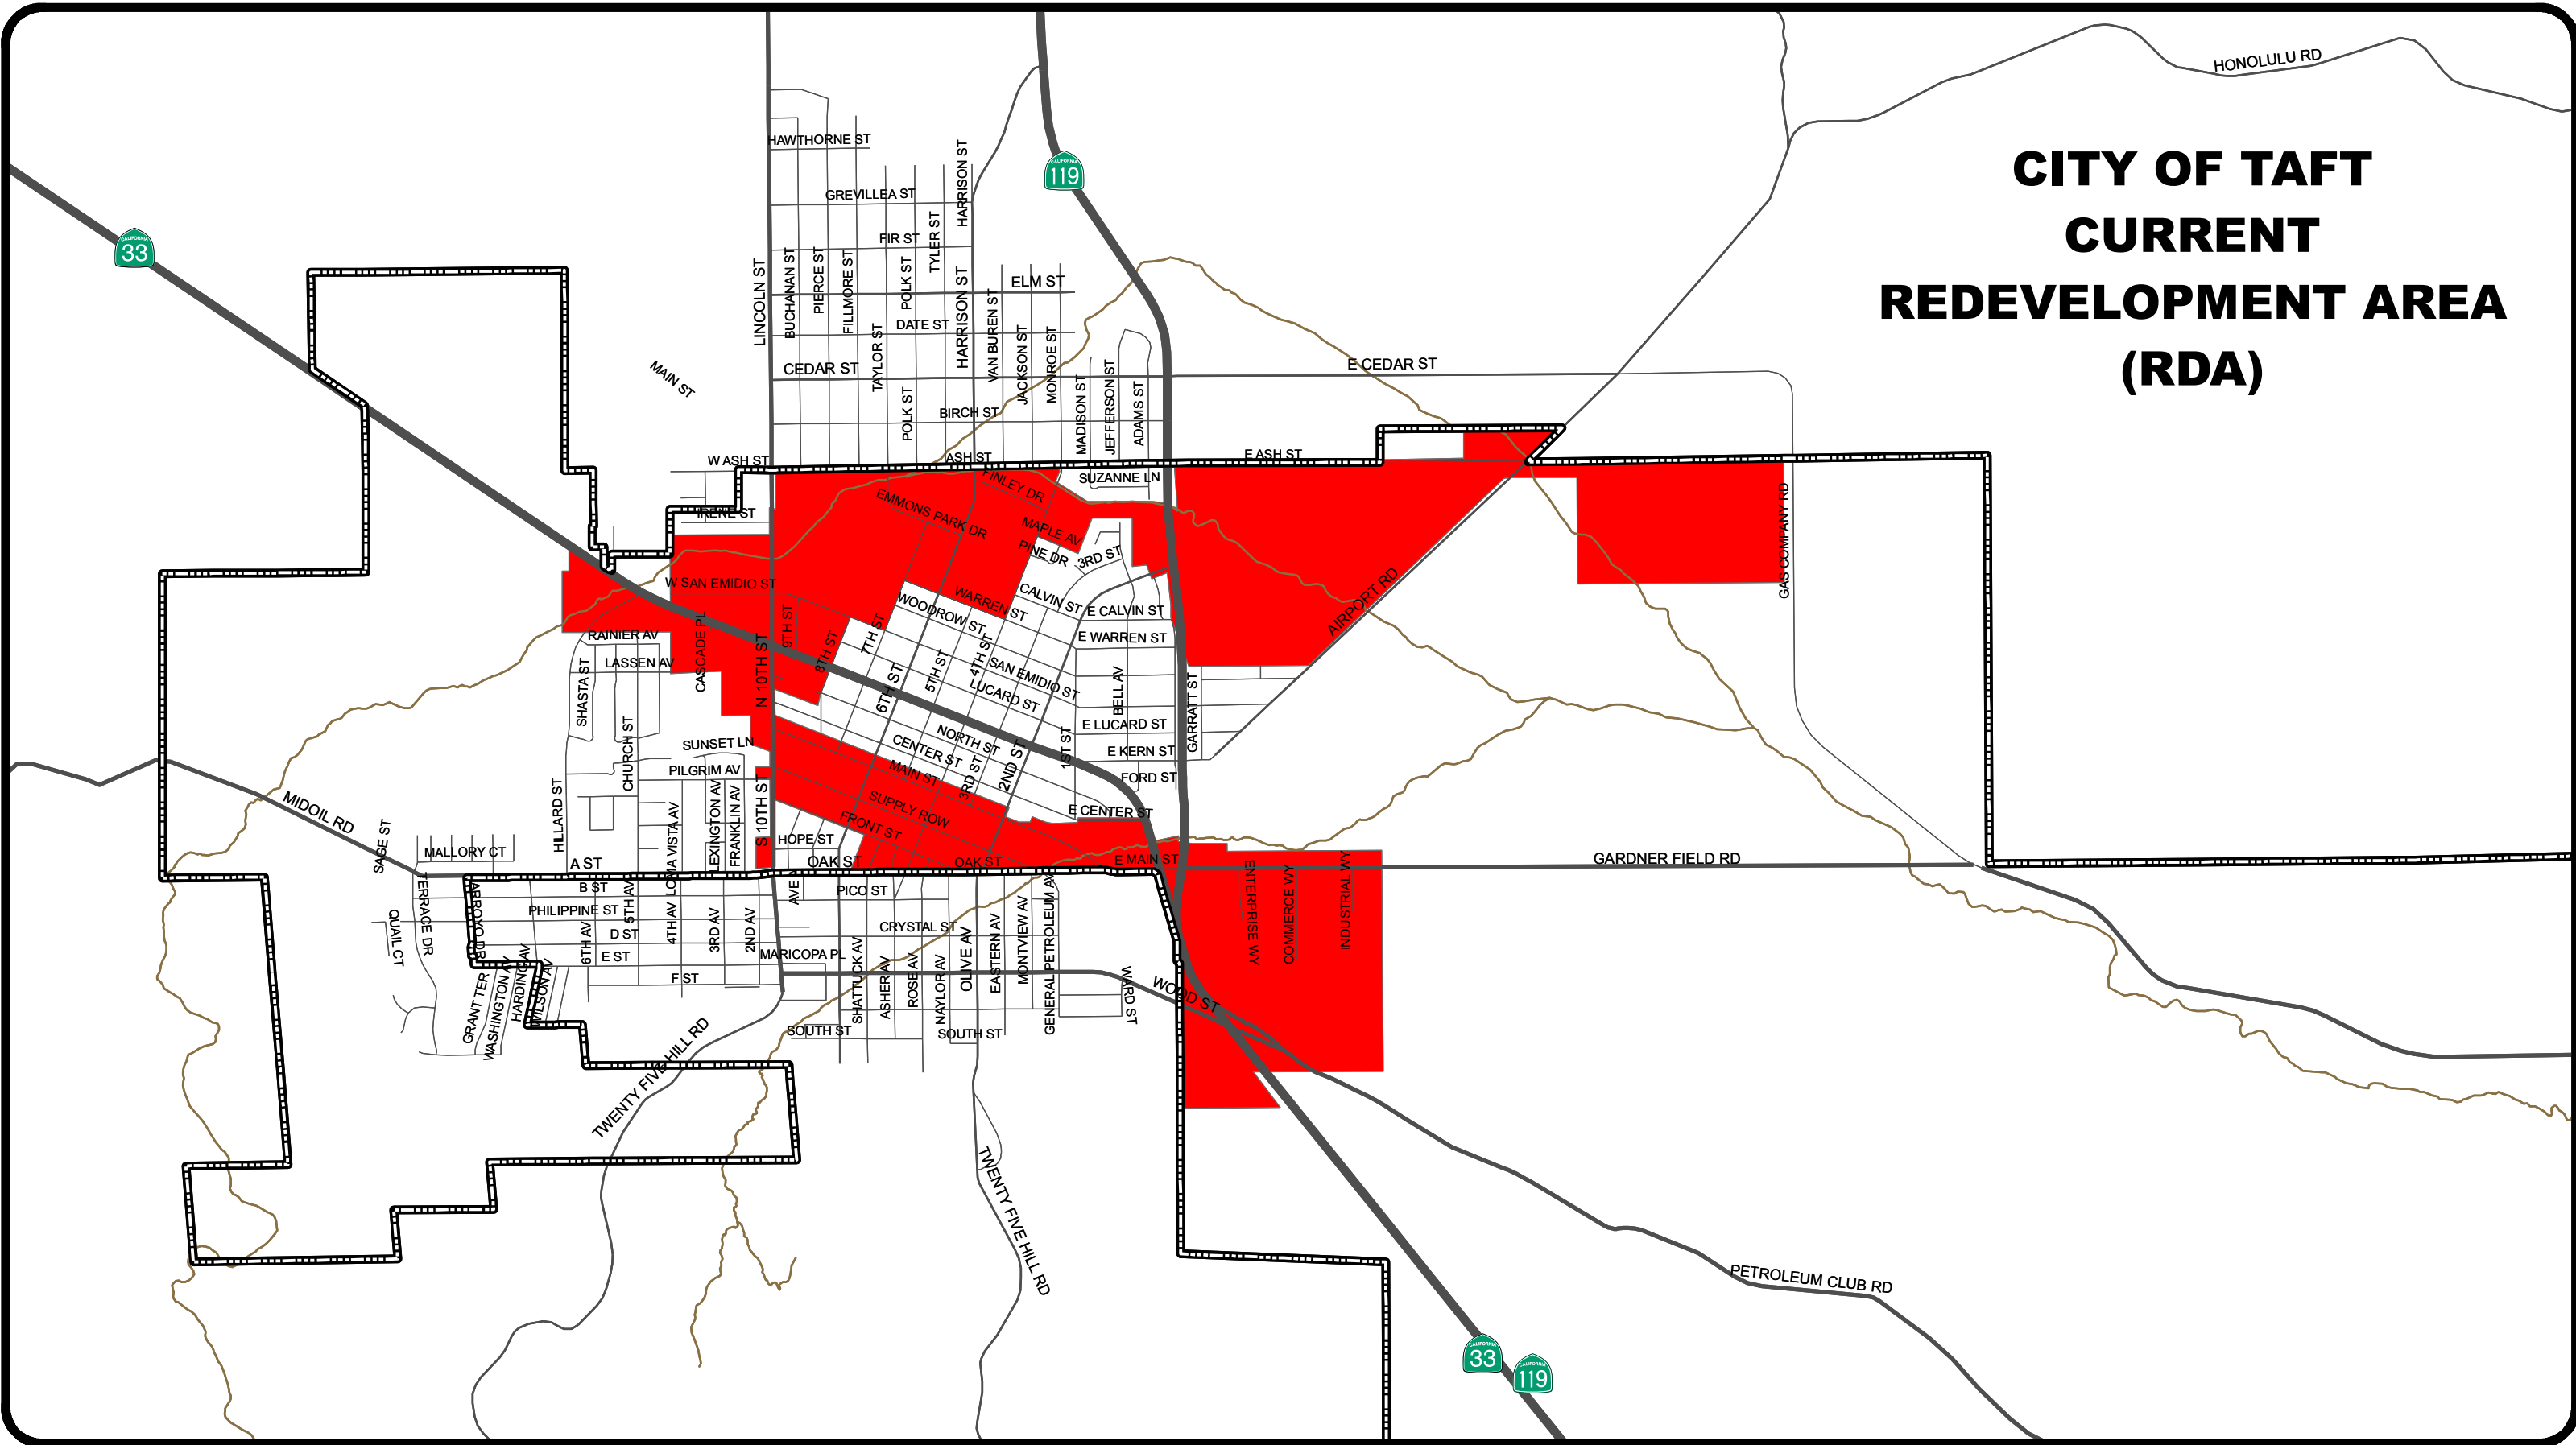 HONOLULU RD
CITY OF TAFT
CURRENT
REDEVELOPMENT AREA
(RDA)
HAWTHORNE ST
CALIFORNIA
119
GREVILLEA ST
HARRISON ST
TYLER ST
FIR ST
CALIFORNIA
33
LINCOLN ST
BUCHANAN ST
PIERCE ST
FILLMORE ST
POLK ST
HARRISON ST
ELM ST
VAN BUREN ST
DATE ST
TAYLOR ST
JACKSON ST
MONROE ST
MAIN ST
CEDAR ST
E CEDAR ST
MADISON ST
JEFFERSON ST
ADAMS ST
POLK ST
BIRCH ST
W ASH ST
ASH ST
E ASH ST
FINLEY DR
SUZANNE LN
GAS COMPANY RD
IRENE ST
EMMONS PARK DR
MAPLE AV
PINE DR
3RD ST
W SAN EMIDIO ST
WOODROW ST
WARREN ST
CALVIN ST
E CALVIN ST
AIRPORT RD
CASCADE PL
N 10TH ST
9TH ST
8TH ST
7TH ST
RAINIER AV
E WARREN ST
LASSEN AV
6TH ST
5TH ST
4TH ST
SAN EMIDIO ST
LUCARD ST
SHASTA ST
BELL AV
GARRATT ST
E LUCARD ST
CHURCH ST
SUNSET LN
CENTER ST
NORTH ST
2ND ST
1ST ST
E KERN ST
PILGRIM AV
MAIN ST
3RD ST
FORD ST
MIDOIL RD
HILLARD ST
LOMA VISTA AV
LEXINGTON AV
FRANKLIN AV
S 10TH ST
SUPPLY ROW
FRONT ST
E CENTER ST
SAGE ST
MALLORY CT
A ST
HOPE ST
OAK ST
OAK ST
E MAIN ST
GARDNER FIELD RD
ENTERPRISE WY
COMMERCE WY
INDUSTRIAL WY
TERRACE DR
ARROYO DR
B ST
5TH AV
AVE
PICO ST
QUAIL CT
PHILIPPINE ST
4TH AV
3RD AV
2ND AV
CRYSTAL ST
6TH AV
D ST
E ST
F ST
MARICOPA PL
SHATTUCK AV
ASHER AV
ROSE AV
NAYLOR AV
OLIVE AV
EASTERN AV
MONTVIEW AV
GENERAL PETROLEUM AV
WARD ST
WOOD ST
GRANT TER
WASHINGTON AV
HARDING AV
WILSON AV
SOUTH ST
SOUTH ST
TWENTY FIVE HILL RD
TWENTY FIVE HILL RD
PETROLEUM CLUB RD
CALIFORNIA
33
CALIFORNIA
119